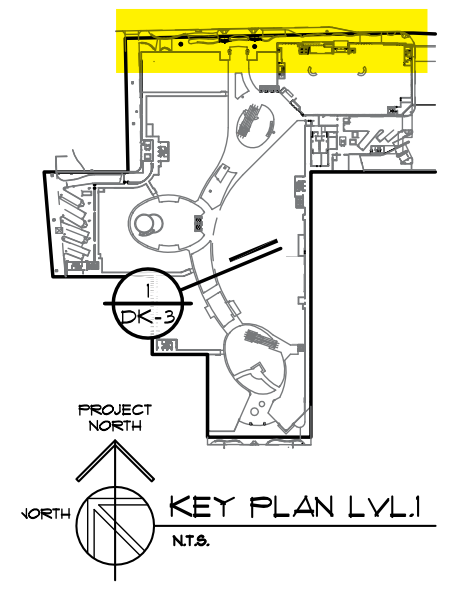 1
DK-3
PROJECT
NORTH
NORTH
KEY PLAN LVL.1
N.T.S.